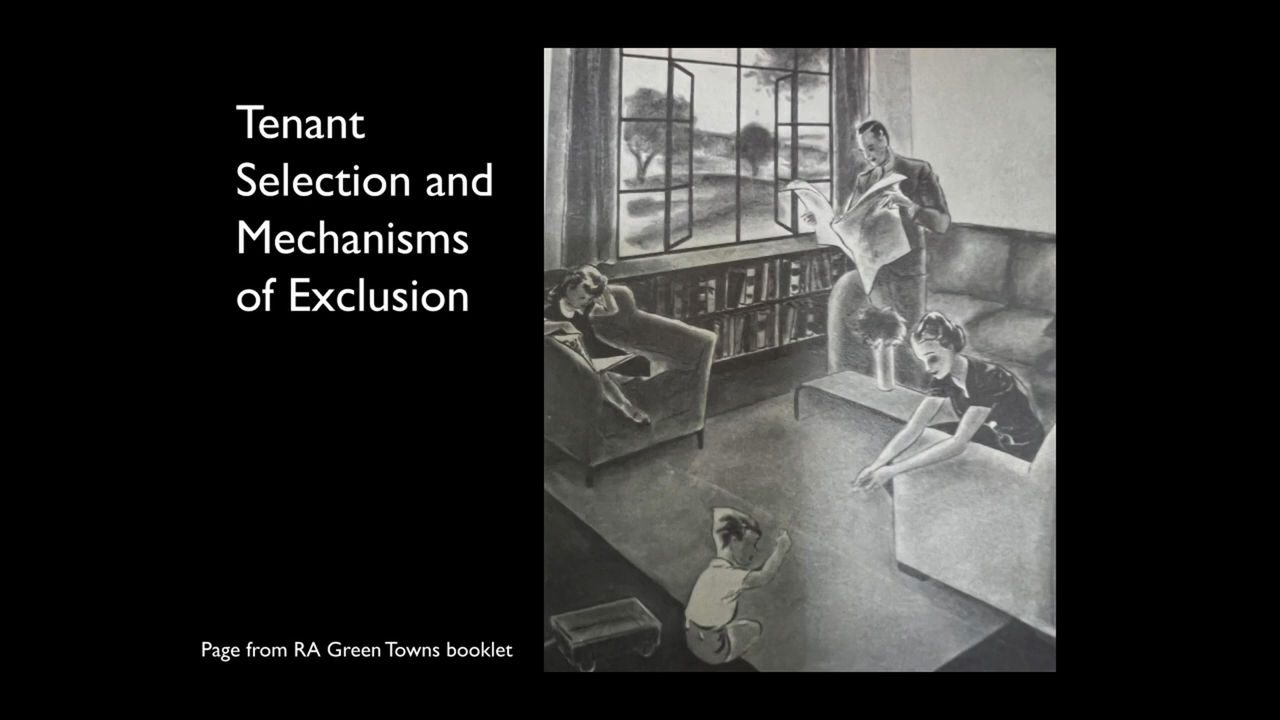 Tenant
Selection and
Mechanisms
of Exclusion
Page from RA Green Towns booklet